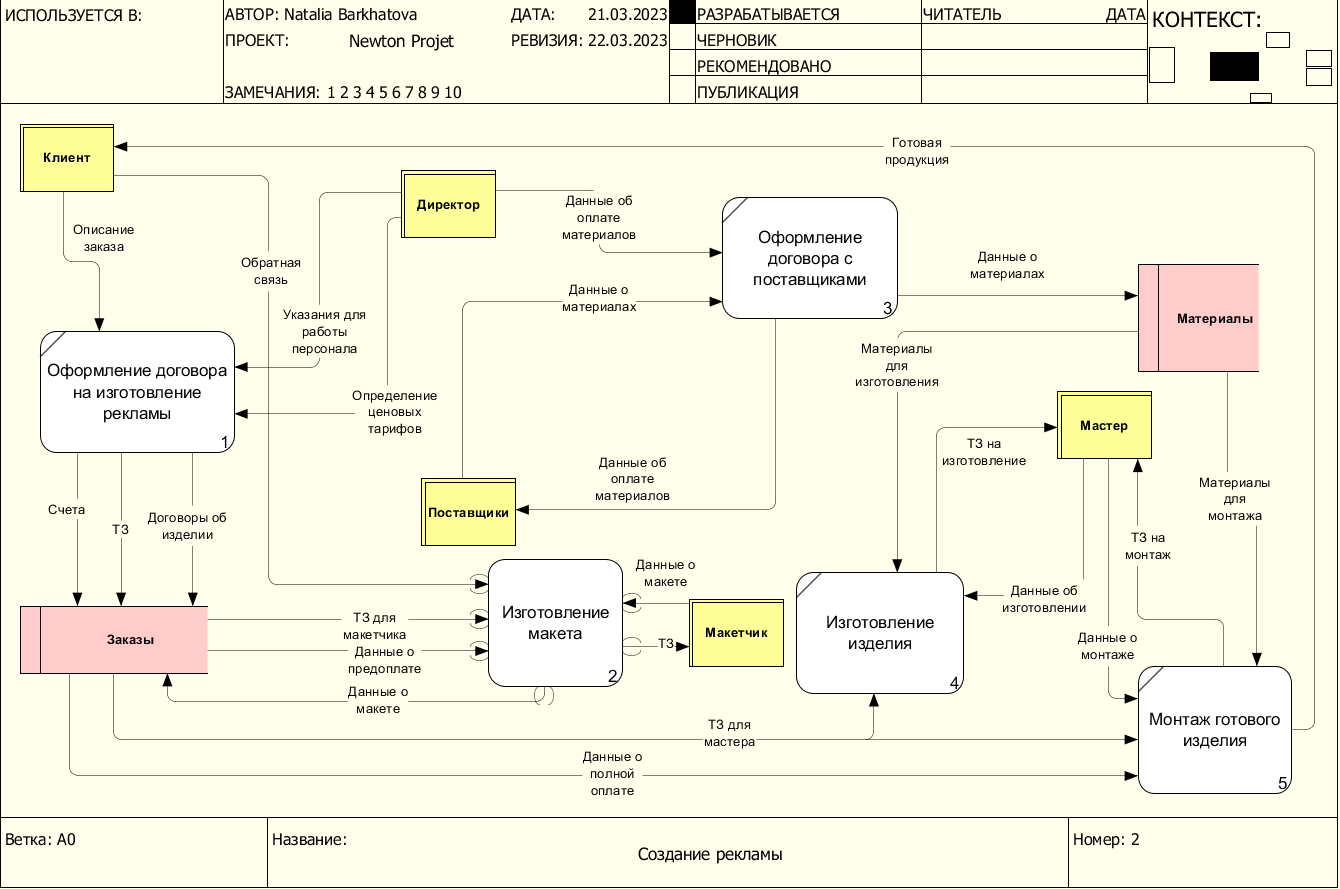 ИСПОЛЬЗУЕТСЯ В:
АВТОР: Natalia Barkhatova
ДАТА: 21.03.2023
ПРОЕКТ: Newton Projet
РЕВИЗИЯ: 22.03.2023
ЗАМЕЧАНИЯ: 1 2 3 4 5 6 7 8 9 10
РАЗРАБАТЫВАЕТСЯ
ЧЕРНОВИК
РЕКОМЕНДОВАНО
ПУБЛИКАЦИЯ
ЧИТАТЕЛЬ
ДАТА
КОНТЕКСТ:
Клиент
Готовая
продукция
Описание
заказа
Обратная
связь
Директор
Данные об
оплате
материалов
Оформление
договора с
поставщиками
3
Данные о
материалах
Данные о
материалах
Материалы
Указания для
работы
персонала
Материалы
для
изготовления
Оформление договора
на изготовление
рекламы
1
Определение
ценовых
тарифов
Мастер
ТЗ на
изготовление
Данные об
оплате
материалов
Материалы
для
монтажа
Поставщики
Счета
ТЗ
Договоры об
изделии
ТЗ на
монтаж
Данные о
макете
Данные об
изготовлении
Изготовление
макета
2
Макетчик
ТЗ
Изготовление
изделия
4
Заказы
ТЗ для
макетчика
Данные о
предоплате
Данные о
макете
Данные о
монтаже
ТЗ для
мастера
Монтаж готового
изделия
5
Данные о
полной
оплате
Ветка: A0
Название:
Создание рекламы
Номер: 2